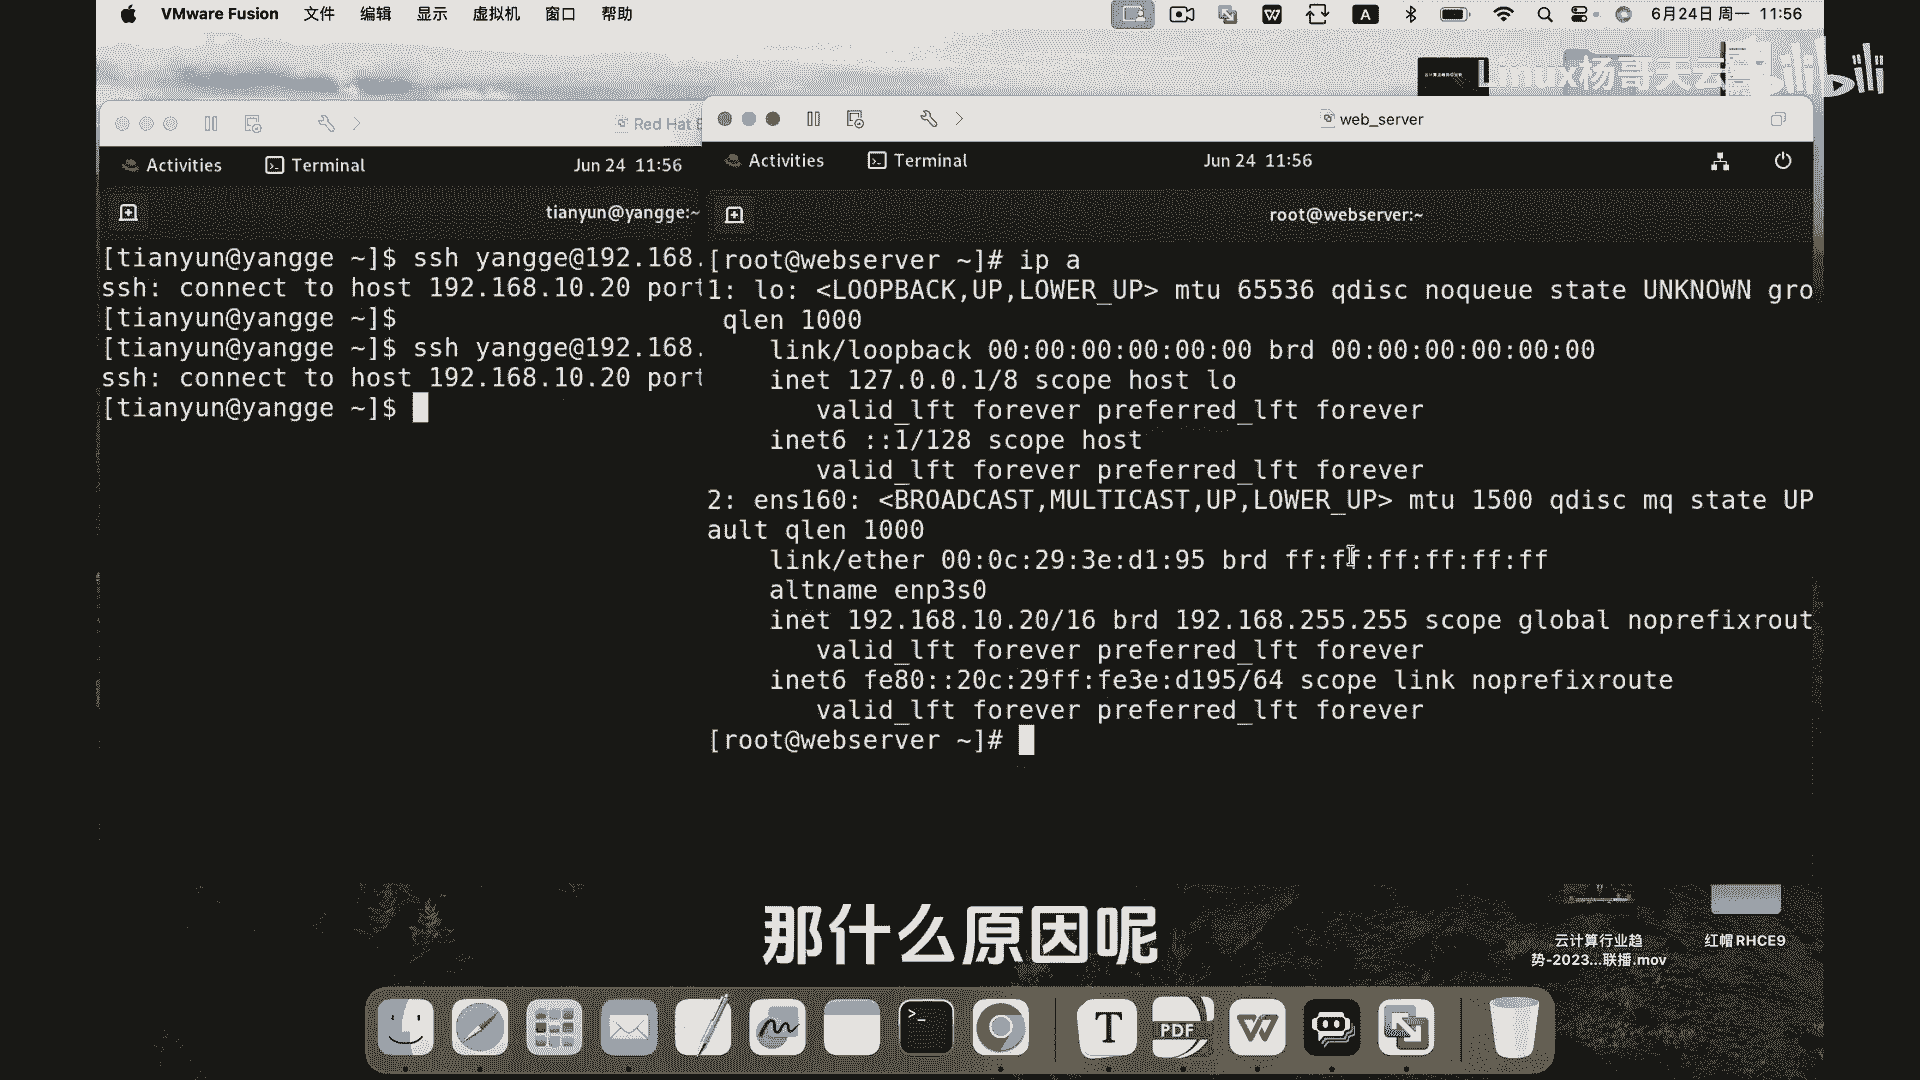 VMware Fusion 文件 编辑 显示 虚拟机 窗口 帮助
6月24日 周一 11:56
Linux杨哥天云
bilibili
Red Hat
Activities Terminal Jun 24 11:56
tianyun@yangge:~
[tianyun@yangge ~]$ ssh yangge@192.168.
ssh: connect to host 192.168.10.20 port
[tianyun@yangge ~]$
[tianyun@yangge ~]$ ssh yangge@192.168.
ssh: connect to host 192.168.10.20 port
[tianyun@yangge ~]$
web_server
Activities Terminal Jun 24 11:56
root@webserver:~
[root@webserver ~]# ip a
1: lo: <LOOPBACK,UP,LOWER_UP> mtu 65536 qdisc noqueue state UNKNOWN gro
qlen 1000
link/loopback 00:00:00:00:00:00 brd 00:00:00:00:00:00
inet 127.0.0.1/8 scope host lo
valid_lft forever preferred_lft forever
inet6 ::1/128 scope host
valid_lft forever preferred_lft forever
2: ens160: <BROADCAST,MULTICAST,UP,LOWER_UP> mtu 1500 qdisc mq state UP
ault qlen 1000
link/ether 00:0c:29:3e:d1:95 brd ff:ff:ff:ff:ff:ff
altname enp3s0
inet 192.168.10.20/16 brd 192.168.255.255 scope global noprefixrout
valid_lft forever preferred_lft forever
inet6 fe80::20c:29ff:fe3e:d195/64 scope link noprefixroute
valid_lft forever preferred_lft forever
[root@webserver ~]#
那什么原因呢
云计算行业趋
势-2023...联播.mov
红帽RHCE9
T
PDF